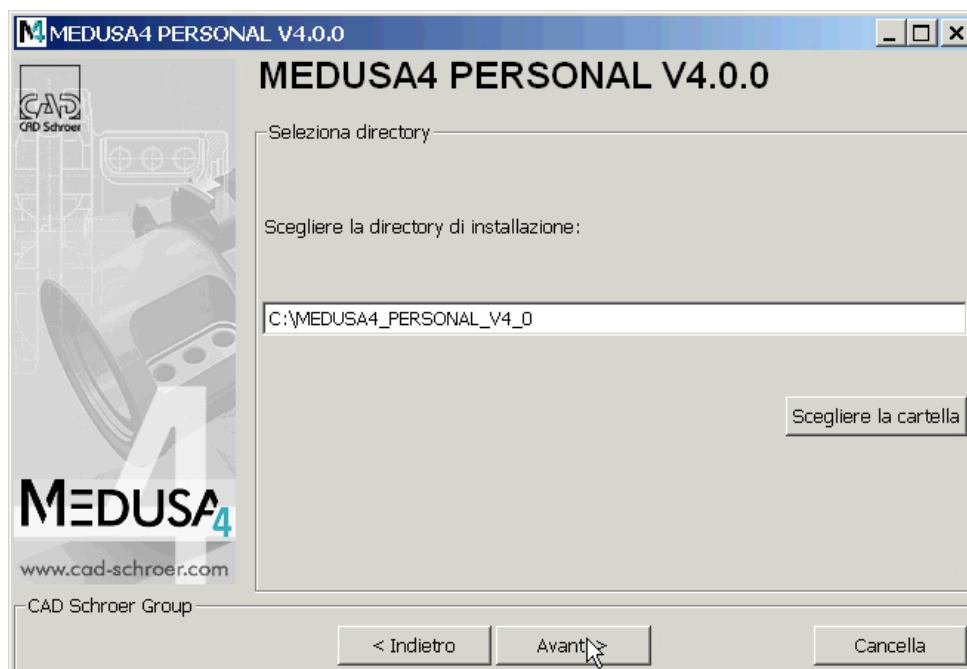 MEDUSA4 PERSONAL V4.0.0
MEDUSA4 PERSONAL V4.0.0
CAD
CAD Schroer
Seleziona directory
Scegliere la directory di installazione:
C:\MEDUSA4_PERSONAL_V4_0
Scegliere la cartella
MEDUSA4
www.cad-schroer.com
CAD Schroer Group
< Indietro
Avanti >
Cancella